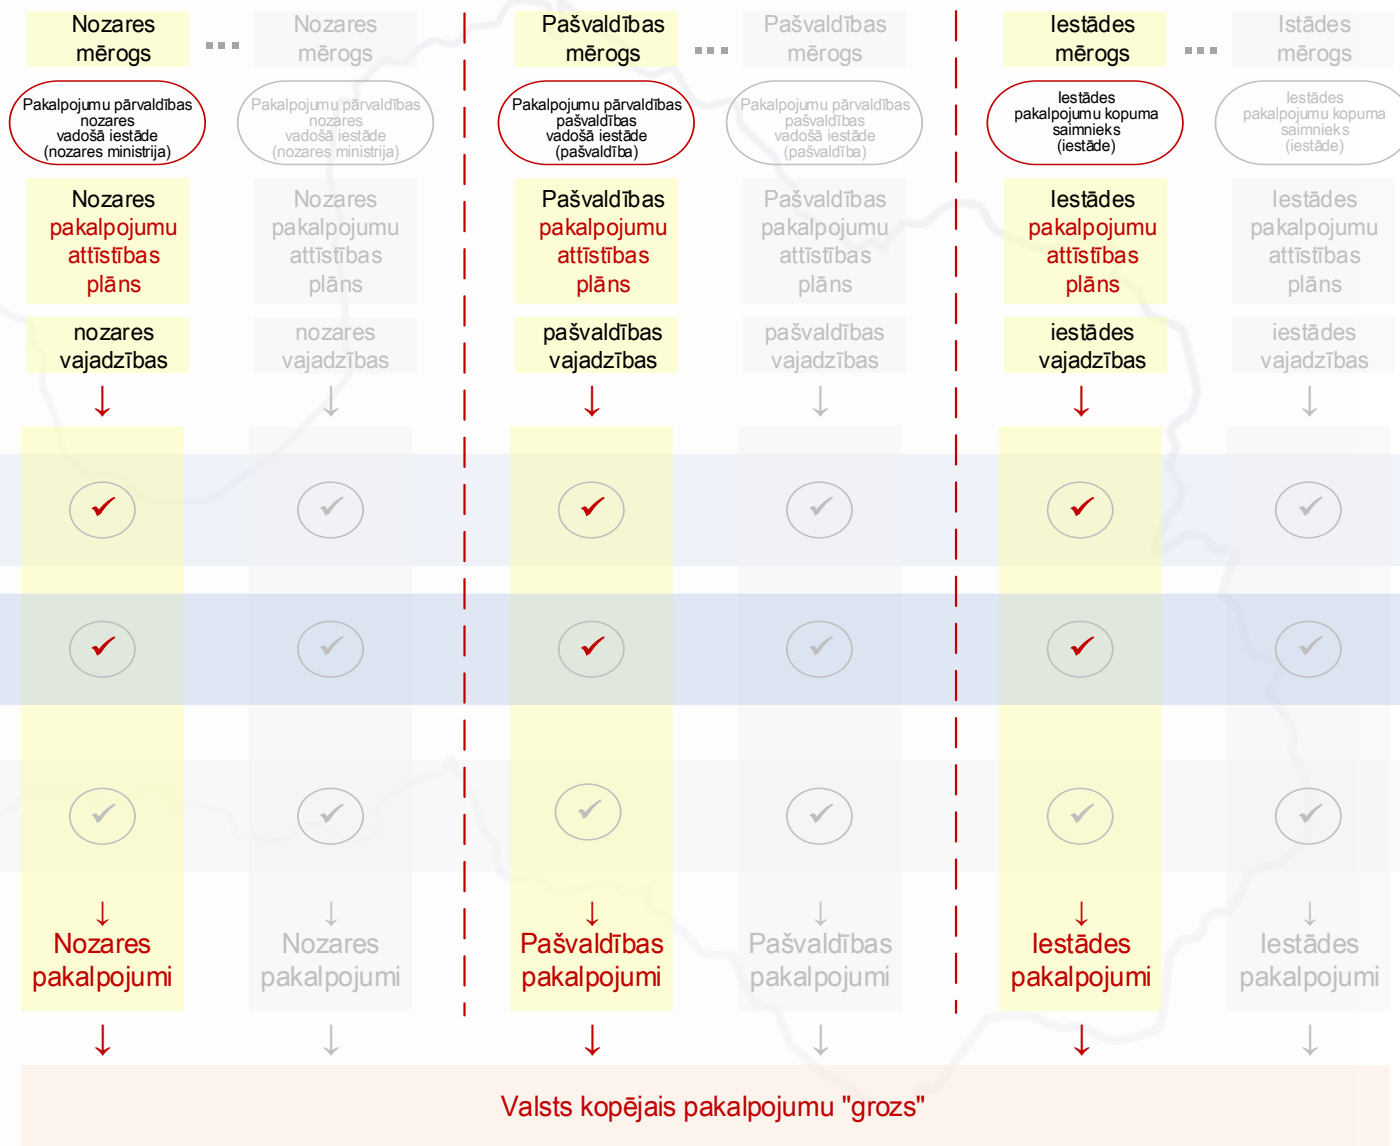 Nozares
mērogs
Nozares
mērogs
Pašvaldības
mērogs
Pašvaldības
mērogs
Iestādes
mērogs
Istādes
mērogs
Pakalpojumu pārvaldības
nozares
vadošā iestāde
(nozares ministrija)
Pakalpojumu pārvaldības
nozares
vadošā iestāde
(nozares ministrija)
Pakalpojumu pārvaldības
pašvaldības
vadošā iestāde
(pašvaldība)
Pakalpojumu pārvaldības
pašvaldības
vadošā iestāde
(pašvaldība)
Iestādes
pakalpojumu kopuma
saimnieks
(iestāde)
Iestādes
pakalpojumu kopuma
saimnieks
(iestāde)
Nozares
pakalpojumu
attīstības
plāns
Nozares
pakalpojumu
attīstības
plāns
Pašvaldības
pakalpojumu
attīstības
plāns
Pašvaldības
pakalpojumu
attīstības
plāns
Iestādes
pakalpojumu
attīstības
plāns
Iestādes
pakalpojumu
attīstības
plāns
nozares
vajadzības
nozares
vajadzības
pašvaldības
vajadzības
pašvaldības
vajadzības
iestādes
vajadzības
iestādes
vajadzības
Nozares
pakalpojumi
Nozares
pakalpojumi
Pašvaldības
pakalpojumi
Pašvaldības
pakalpojumi
Iestādes
pakalpojumi
Iestādes
pakalpojumi
Valsts kopējais pakalpojumu "grozs"